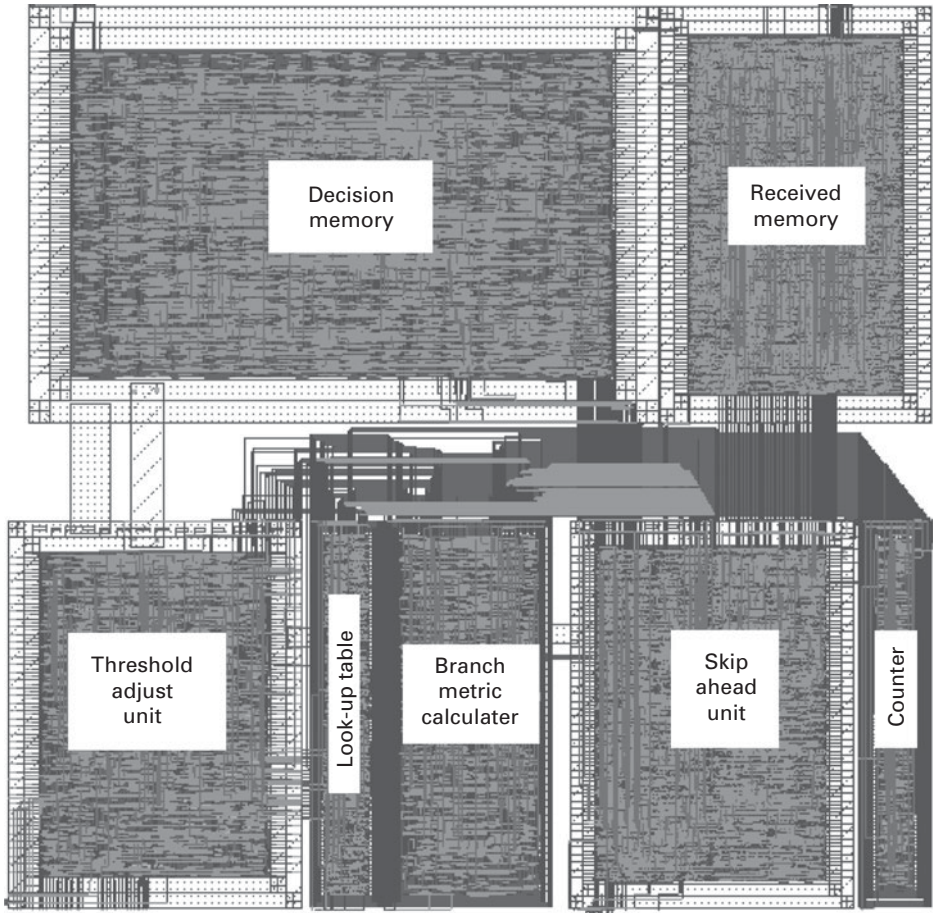 Decision
memory
Received
memory
Threshold
adjust
unit
Look-up table
Branch
metric
calculater
Skip
ahead
unit
Counter